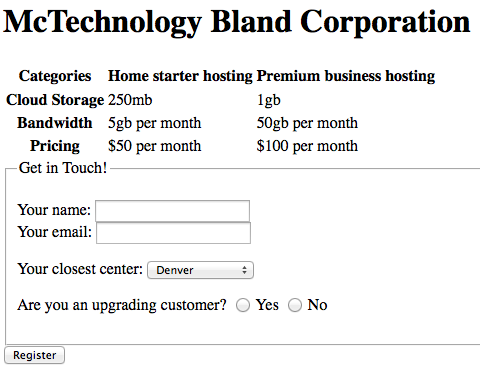 McTechnology Bland Corporation
Categories Home starter hosting Premium business hosting
Cloud Storage 250mb 1gb
Bandwidth 5gb per month 50gb per month
Pricing $50 per month $100 per month
Get in Touch!
Your name:
Your email:
Your closest center: Denver
Are you an upgrading customer? Yes No
Register